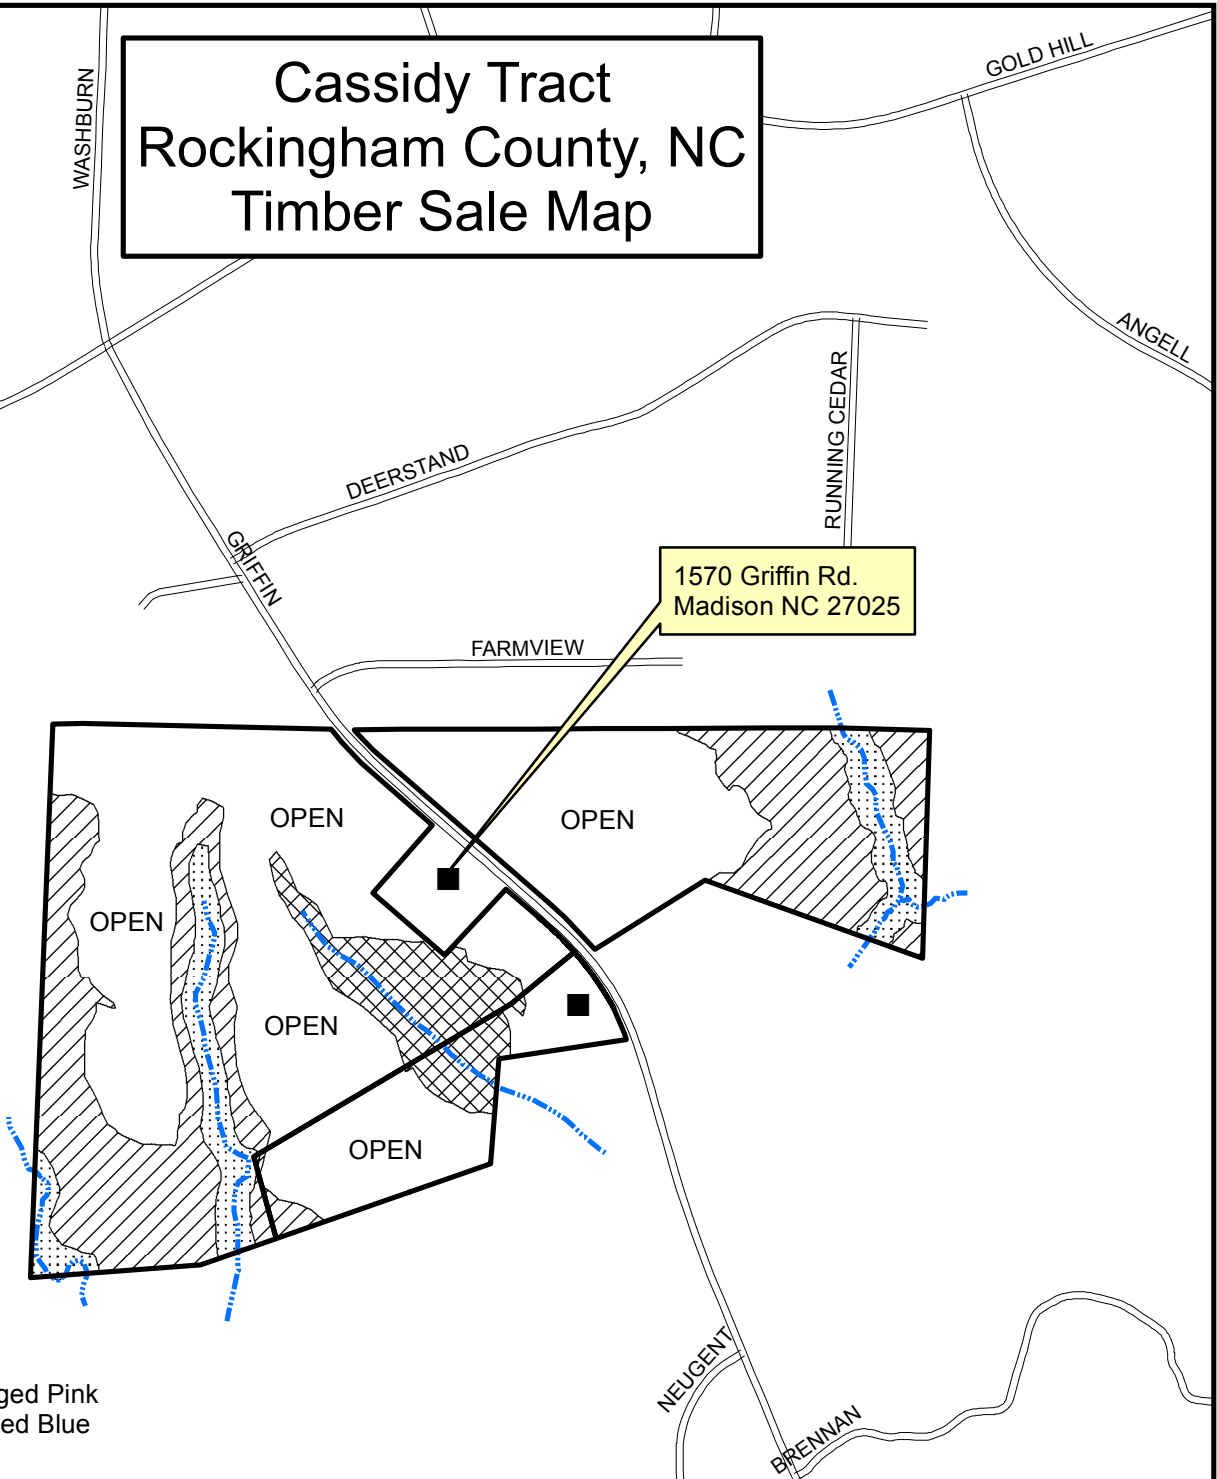 Cassidy Tract
Rockingham County, NC
Timber Sale Map
WASHBURN
GOLD HILL
ANGELL
RUNNING CEDAR
DEERSTAND
GRIFFIN
1570 Griffin Rd.
Madison NC 27025
FARMVIEW
OPEN
OPEN
OPEN
OPEN
OPEN
NEUGENT
BRENNAN
ged Pink
ed Blue